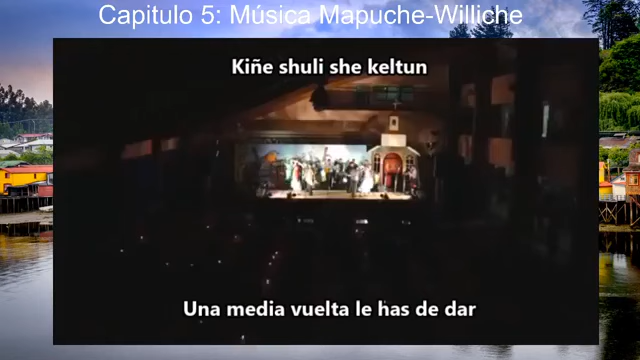 Capitulo 5: Música Mapuche-Williche
Kiñe shuli she keltun
Una media vuelta le has de dar